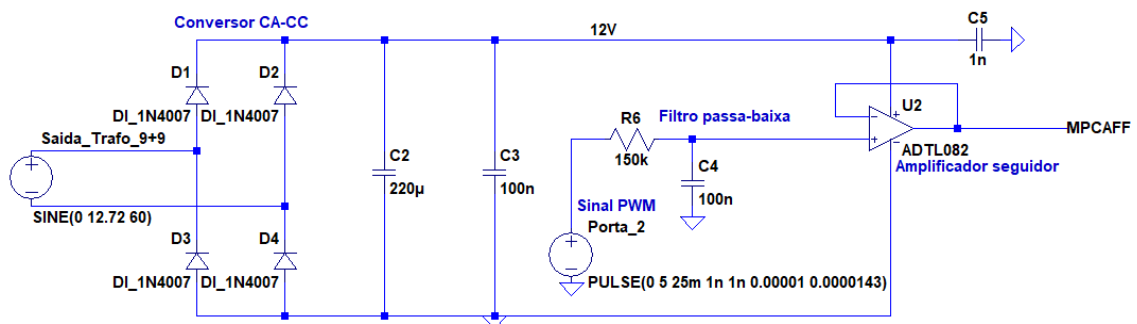 Conversor CA-CC
C5
12V
1n
D1
D2
DI_1N4007
DI_1N4007
U2
Filtro passa-baixa
R6
Saida_Trafo_9+9
MPCAFF
150k
ADTL082
C2
C3
Amplificador seguidor
C4
220µ
100n
100n
SINE(0 12.72 60)
Sinal PWM
Porta_2
D3
D4
DI_1N4007
DI_1N4007
PULSE(0 5 25m 1n 1n 0.00001 0.0000143)